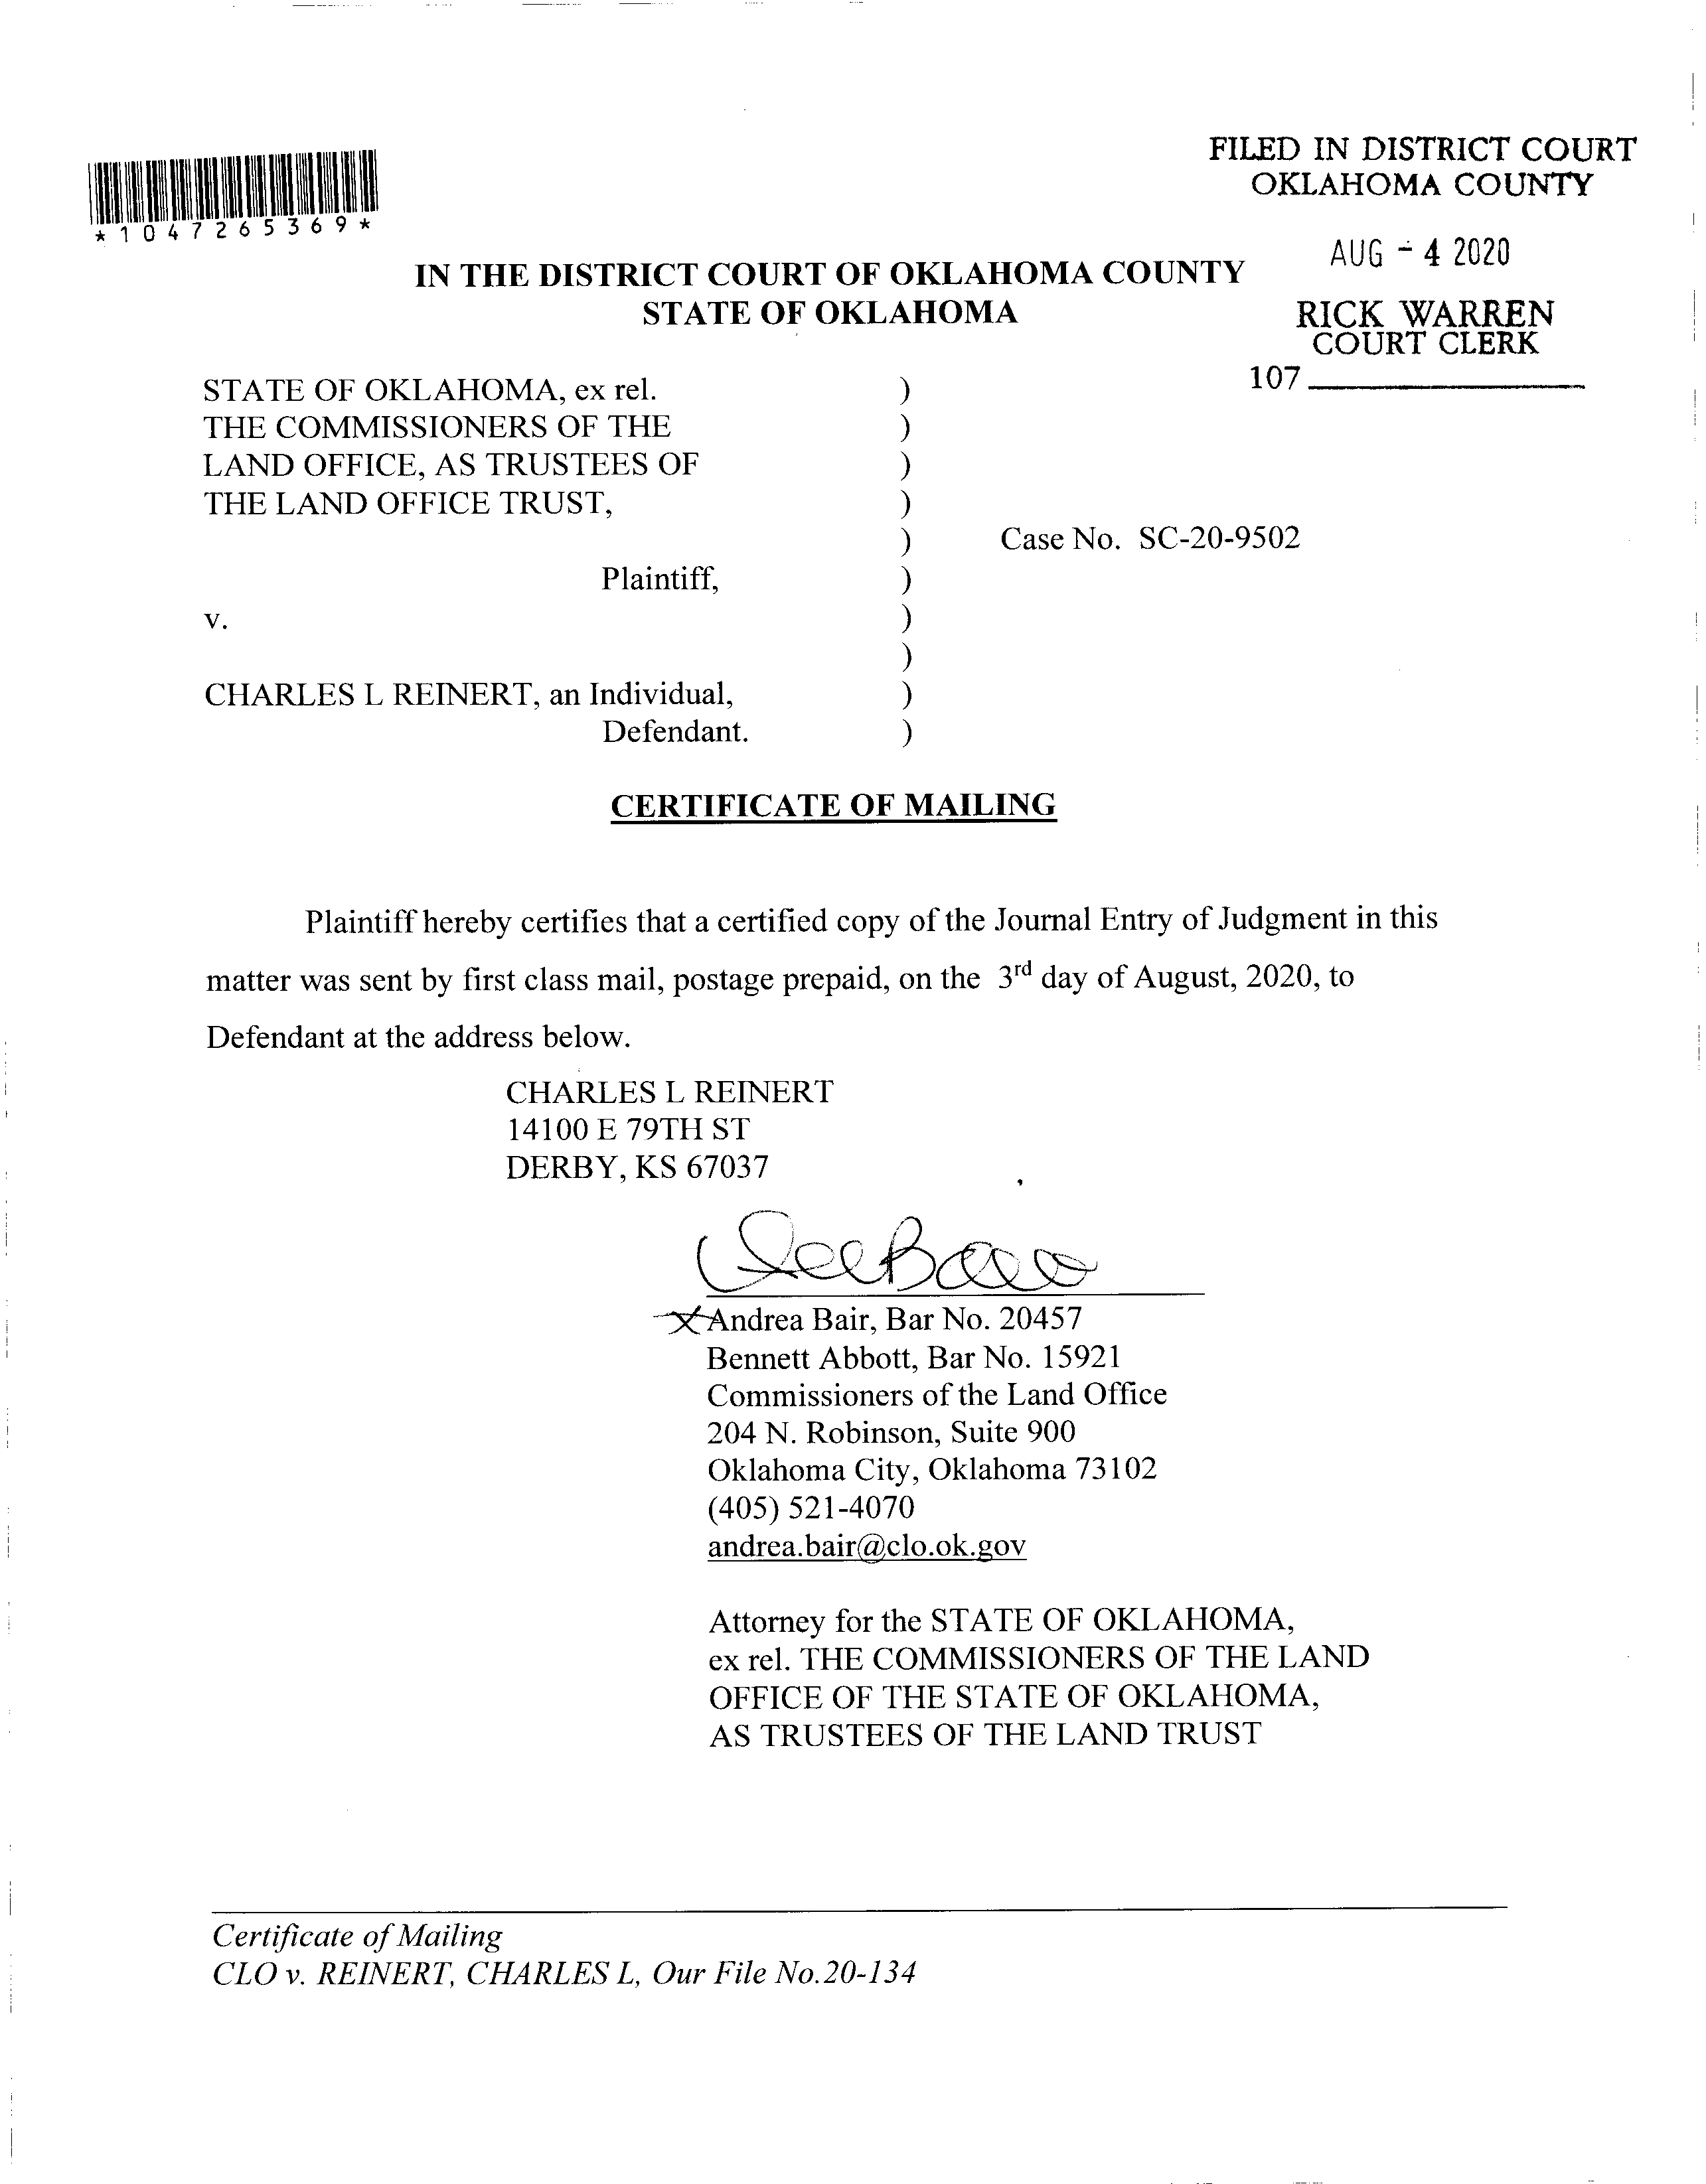 FILED IN DISTRICT COURT
OKLAHOMA COUNTY
*1047265369*
AUG - 4 2020
IN THE DISTRICT COURT OF OKLAHOMA COUNTY
STATE OF OKLAHOMA
RICK WARREN
COURT CLERK
107
STATE OF OKLAHOMA, ex rel. )
THE COMMISSIONERS OF THE )
LAND OFFICE, AS TRUSTEES OF )
THE LAND OFFICE TRUST, )
) Case No. SC-20-9502
Plaintiff, )
v. )
)
CHARLES L REINERT, an Individual, )
Defendant. )
CERTIFICATE OF MAILING
Plaintiff hereby certifies that a certified copy of the Journal Entry of Judgment in this
matter was sent by first class mail, postage prepaid, on the 3rd day of August, 2020, to
Defendant at the address below.
CHARLES L REINERT
14100 E 79TH ST
DERBY, KS 67037
X Andrea Bair, Bar No. 20457
Bennett Abbott, Bar No. 15921
Commissioners of the Land Office
204 N. Robinson, Suite 900
Oklahoma City, Oklahoma 73102
(405) 521-4070
andrea.bair@clo.ok.gov
Attorney for the STATE OF OKLAHOMA,
ex rel. THE COMMISSIONERS OF THE LAND
OFFICE OF THE STATE OF OKLAHOMA,
AS TRUSTEES OF THE LAND TRUST
Certificate of Mailing
CLO v. REINERT, CHARLES L, Our File No.20-134